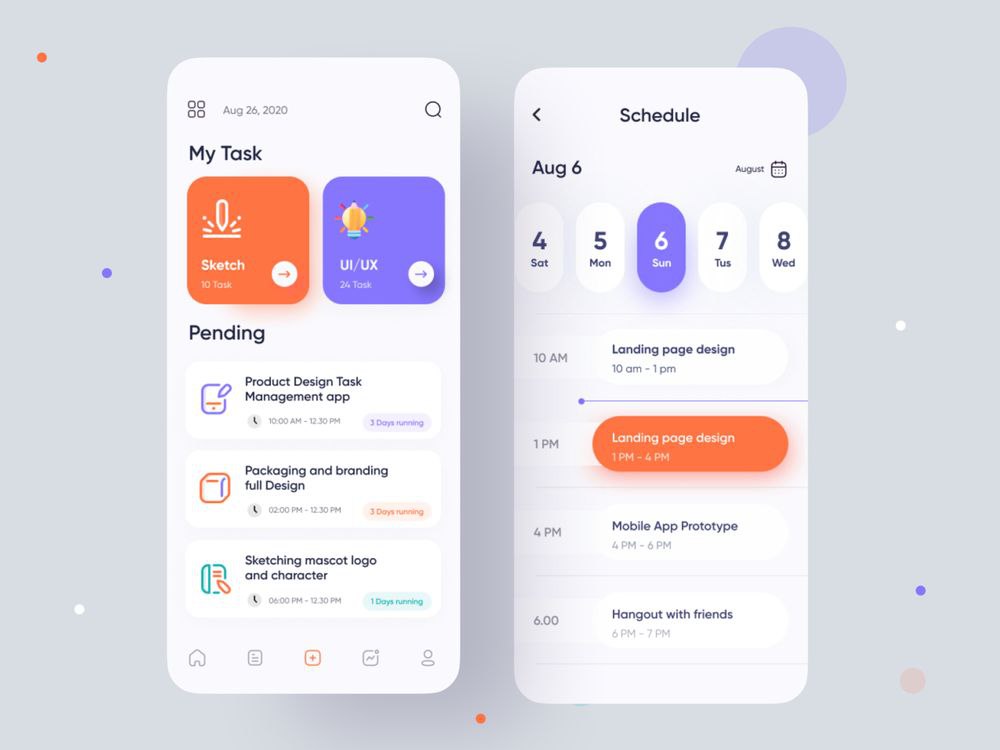 Aug 26, 2020
My Task
Sketch
10 Task
UI/UX
24 Task
Pending
Product Design Task
Management app
10:00 AM - 12.30 PM
3 Days running
Packaging and branding
full Design
02:00 PM - 12.30 PM
3 Days running
Sketching mascot logo
and character
06:00 PM - 12.30 PM
1 Days running
Schedule
Aug 6
August
4
Sat
5
Mon
6
Sun
7
Tus
8
Wed
10 AM
Landing page design
10 am - 1 pm
1 PM
Landing page design
1 PM - 4 PM
4 PM
Mobile App Prototype
4 PM - 6 PM
6.00
Hangout with friends
6 PM - 7 PM